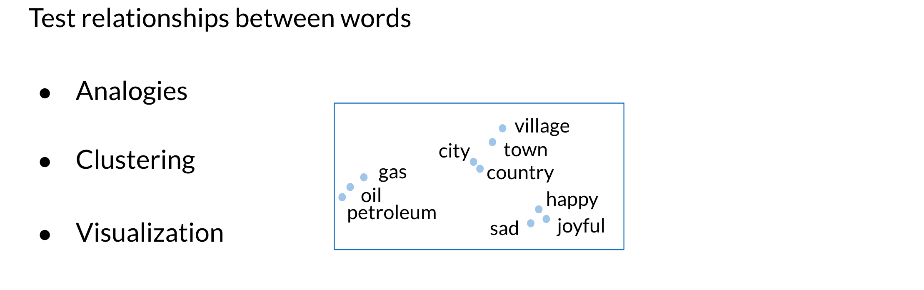 Test relationships between words
● Analogies
● Clustering
● Visualization
village
city
town
gas
country
oil
happy
petroleum
sad
joyful